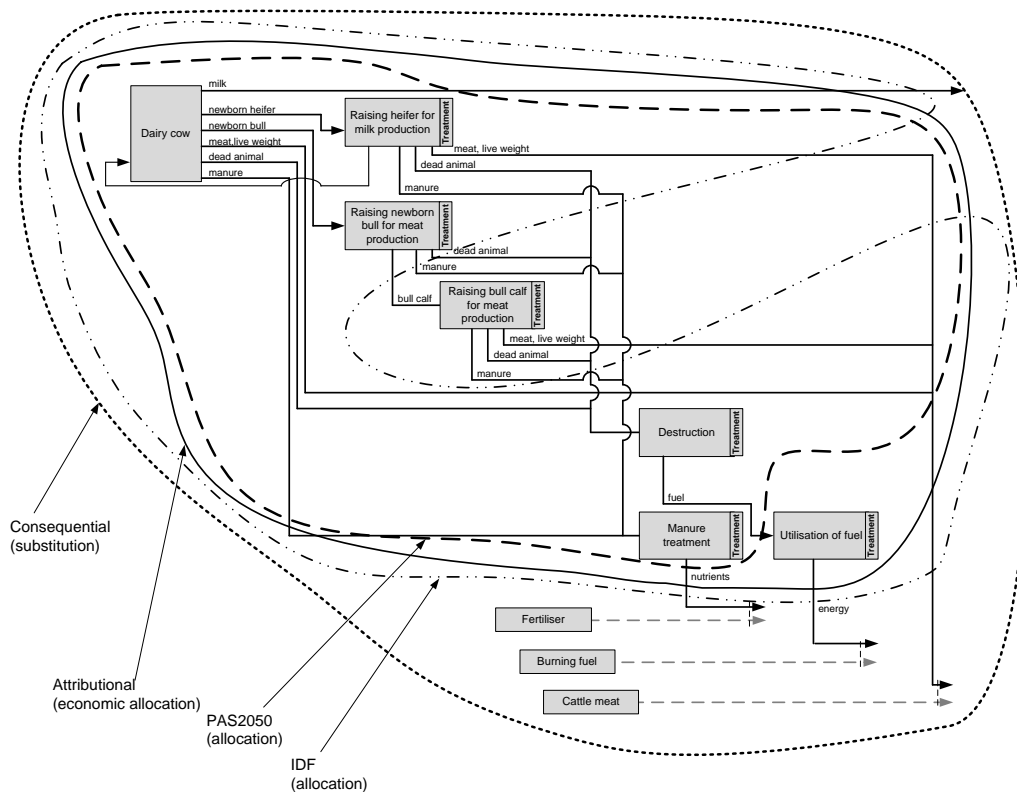 milk
Dairy cow
newborn heifer
newborn bull
meat,live weight
dead animal
manure
Raising heifer for
milk production
Treatment
meat, live weight
dead animal
manure
Raising newborn
bull for meat
production
Treatment
dead animal
manure
bull calf
Raising bull calf
for meat
production
Treatment
meat, live weight
dead animal
manure
Destruction
Treatment
fuel
Manure
treatment
Treatment
Utilisation of fuel
Treatment
nutrients
energy
Fertiliser
Burning fuel
Cattle meat
Consequential
(substitution)
Attributional
(economic allocation)
PAS2050
(allocation)
IDF
(allocation)